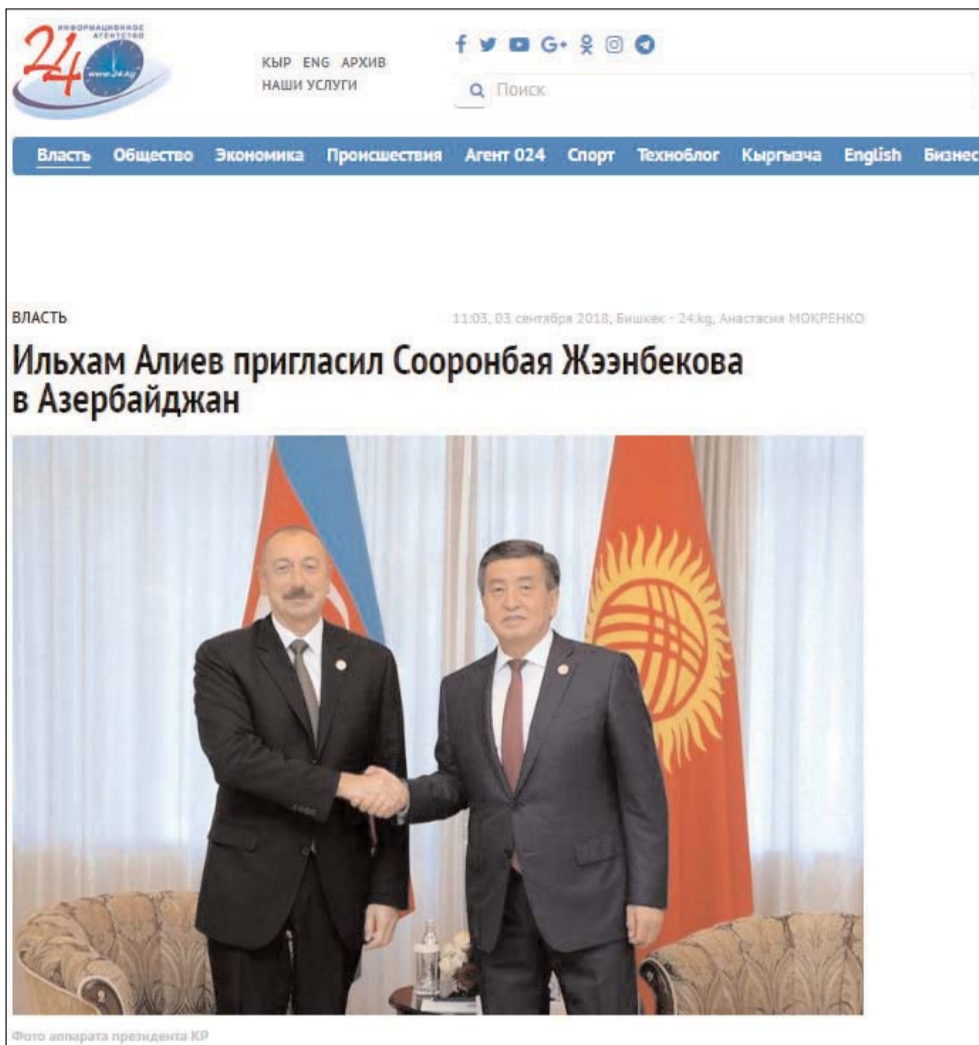 ИНФОРМАЦИОННОЕ
АГЕНТСТВО
24
www.24.kg
КЫР ENG АРХИВ
НАШИ УСЛУГИ
Поиск
Власть Общество Экономика Происшествия Агент 024 Спорт Техноблог Кыргызча English Бизнес
ВЛАСТЬ
11:03, 03 сентября 2018, Бишкек - 24.kg, Анастасия МОКРЕНКО
Ильхам Алиев пригласил Сооронбая Жээнбекова
в Азербайджан
Фото аппарата президента КР